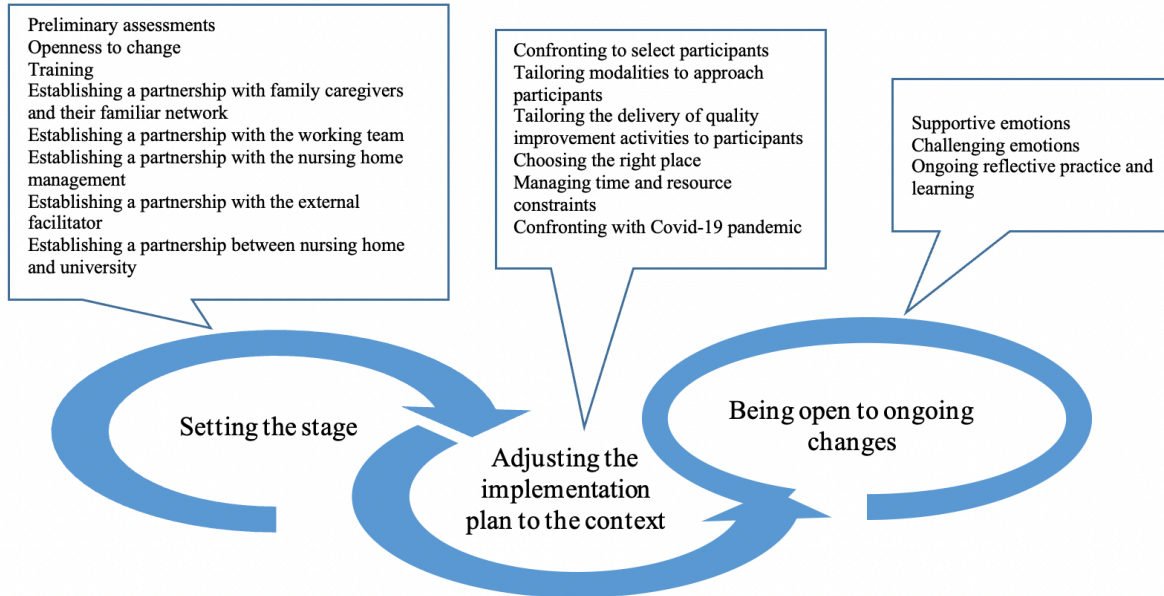 Preliminary assessments
Openness to change
Training
Establishing a partnership with family caregivers
and their familiar network
Establishing a partnership with the working team
Establishing a partnership with the nursing home
management
Establishing a partnership with the external
facilitator
Establishing a partnership between nursing home
and university
Confronting to select participants
Tailoring modalities to approach
participants
Tailoring the delivery of quality
improvement activities to participants
Choosing the right place
Managing time and resource
constraints
Confronting with Covid-19 pandemic
Supportive emotions
Challenging emotions
Ongoing reflective practice and
learning
Setting the stage
Adjusting the
implementation
plan to the context
Being open to ongoing
changes